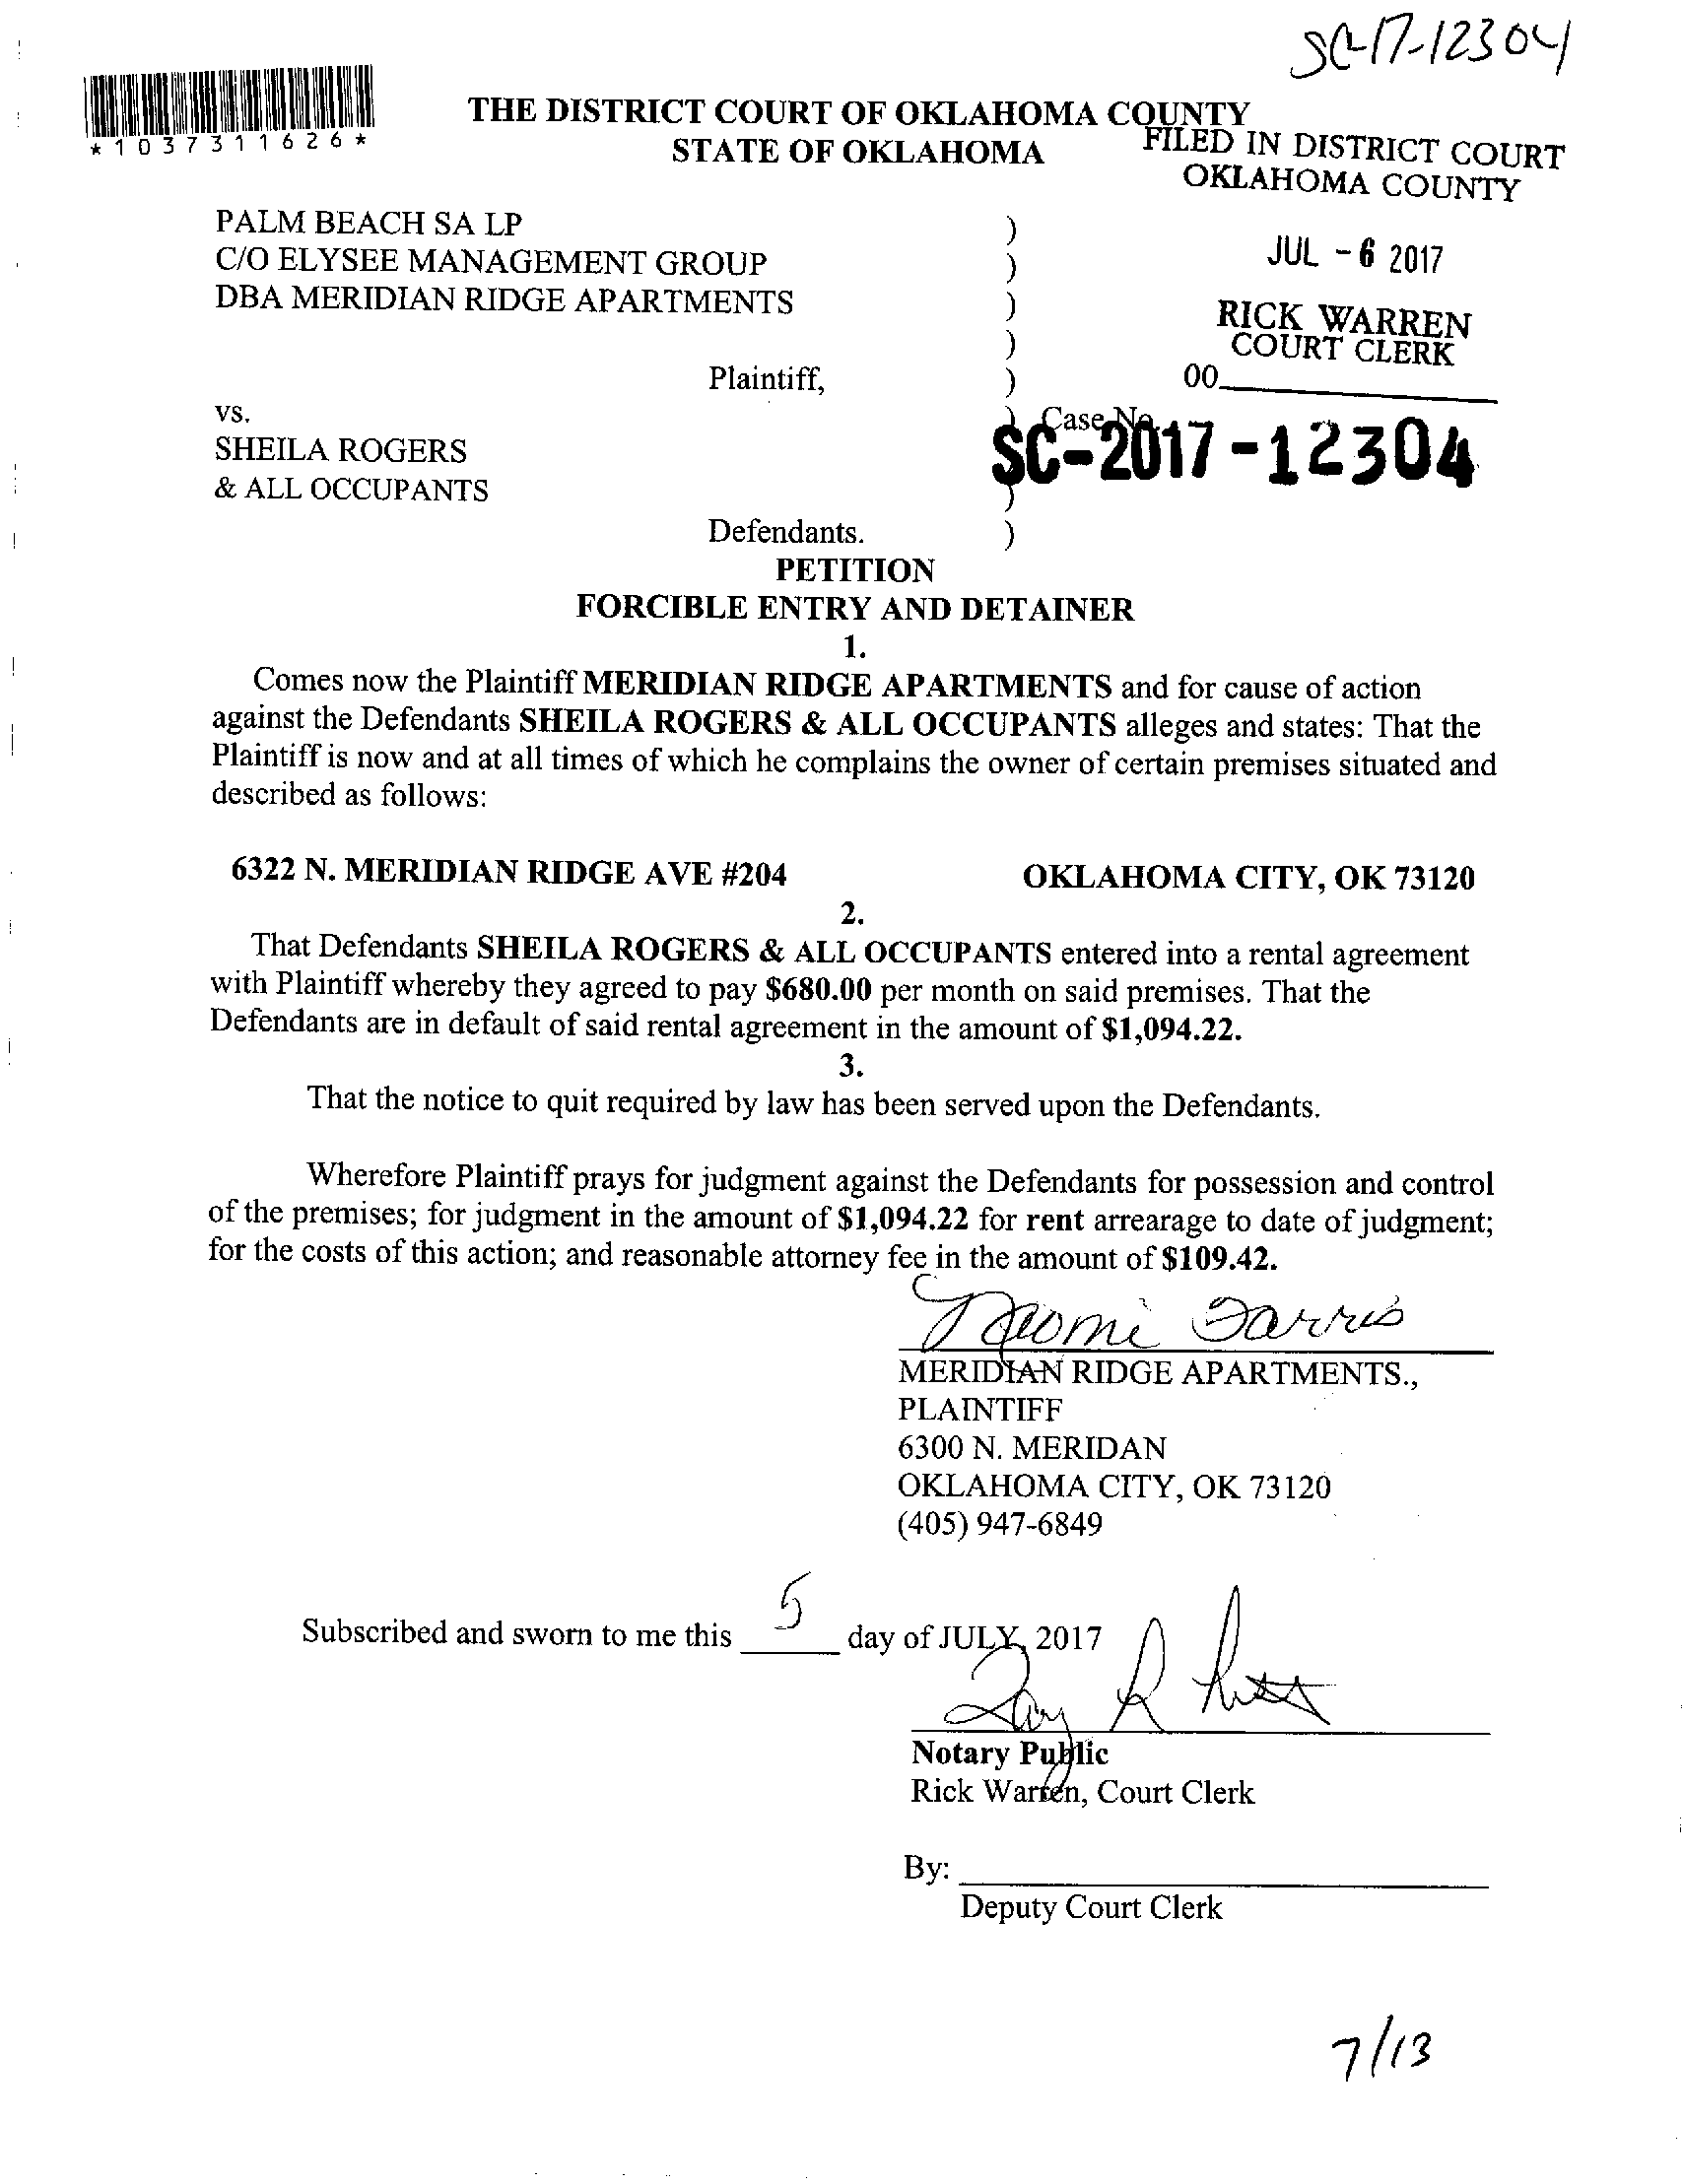 SC-17-12304
*1037311626*
THE DISTRICT COURT OF OKLAHOMA COUNTY
STATE OF OKLAHOMA
FILED IN DISTRICT COURT
OKLAHOMA COUNTY
JUL - 6 2017
RICK WARREN
COURT CLERK
00
PALM BEACH SA LP )
C/O ELYSEE MANAGEMENT GROUP )
DBA MERIDIAN RIDGE APARTMENTS )
)
Plaintiff, )
vs. ) Case No.
SC-2017-12304
SHEILA ROGERS
& ALL OCCUPANTS )
Defendants. )
PETITION
FORCIBLE ENTRY AND DETAINER
1.
Comes now the Plaintiff MERIDIAN RIDGE APARTMENTS and for cause of action
against the Defendants SHEILA ROGERS & ALL OCCUPANTS alleges and states: That the
Plaintiff is now and at all times of which he complains the owner of certain premises situated and
described as follows:
6322 N. MERIDIAN RIDGE AVE #204 OKLAHOMA CITY, OK 73120
2.
That Defendants SHEILA ROGERS & ALL OCCUPANTS entered into a rental agreement
with Plaintiff whereby they agreed to pay $680.00 per month on said premises. That the
Defendants are in default of said rental agreement in the amount of $1,094.22.
3.
That the notice to quit required by law has been served upon the Defendants.
Wherefore Plaintiff prays for judgment against the Defendants for possession and control
of the premises; for judgment in the amount of $1,094.22 for rent arrearage to date of judgment;
for the costs of this action; and reasonable attorney fee in the amount of $109.42.
Naomi Farris
MERIDIAN RIDGE APARTMENTS.,
PLAINTIFF
6300 N. MERIDAN
OKLAHOMA CITY, OK 73120
(405) 947-6849
Subscribed and sworn to me this 5 day of JULY, 2017
Notary Public
Rick Warren, Court Clerk
By:
Deputy Court Clerk
7/13